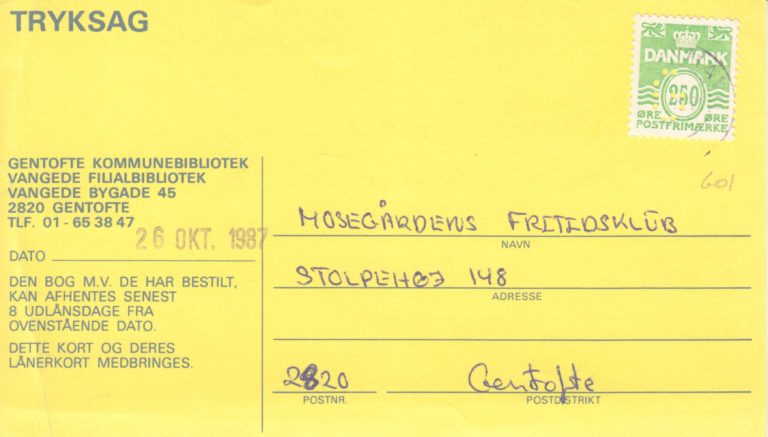 TRYKSAG
DANMARK
250
ØRE ØRE
POSTFRIMÆRKE
GENTOFTE KOMMUNEBIBLIOTEK
VANGEDE FILIALBIBLIOTEK
VANGEDE BYGADE 45
2820 GENTOFTE
TLF. 01 - 65 38 47
26 OKT. 1987
DATO
DEN BOG M.V. DE HAR BESTILT,
KAN AFHENTES SENEST
8 UDLÅNSDAGE FRA
OVENSTÅENDE DATO.
DETTE KORT OG DERES
LÅNERKORT MEDBRINGES.
601
MOSEGÅRDENS FRITIDSKLUB
NAVN
STOLPEHØJ 148
ADRESSE
2820 Gentofte
POSTNR. POSTDISTRIKT